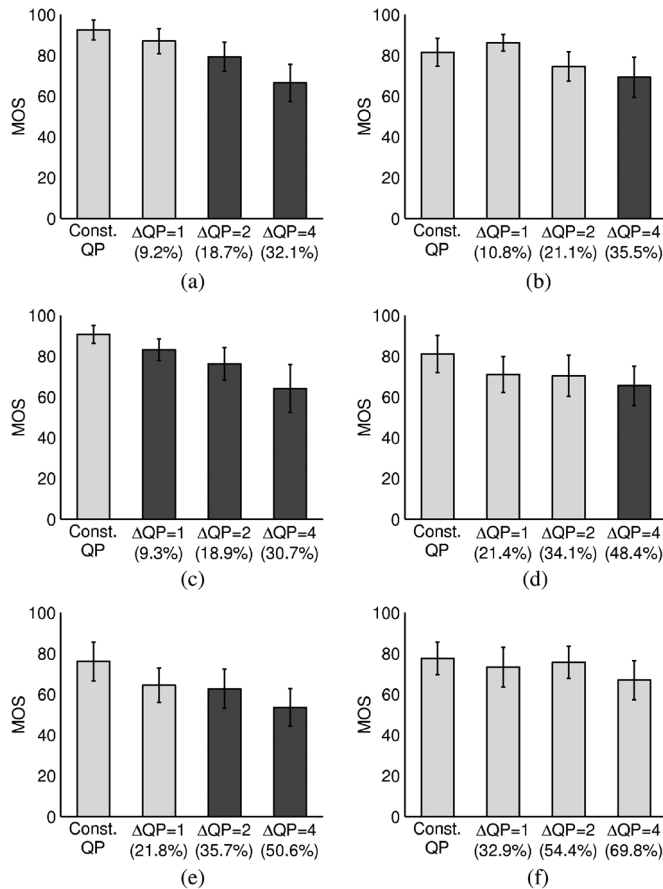 100
80
60
40
20
0
MOS
Const. QP
ΔQP=1 (9.2%)
ΔQP=2 (18.7%)
ΔQP=4 (32.1%)
(a)
100
80
60
40
20
0
MOS
Const. QP
ΔQP=1 (10.8%)
ΔQP=2 (21.1%)
ΔQP=4 (35.5%)
(b)
100
80
60
40
20
0
MOS
Const. QP
ΔQP=1 (9.3%)
ΔQP=2 (18.9%)
ΔQP=4 (30.7%)
(c)
100
80
60
40
20
0
MOS
Const. QP
ΔQP=1 (21.4%)
ΔQP=2 (34.1%)
ΔQP=4 (48.4%)
(d)
100
80
60
40
20
0
MOS
Const. QP
ΔQP=1 (21.8%)
ΔQP=2 (35.7%)
ΔQP=4 (50.6%)
(e)
100
80
60
40
20
0
MOS
Const. QP
ΔQP=1 (32.9%)
ΔQP=2 (54.4%)
ΔQP=4 (69.8%)
(f)